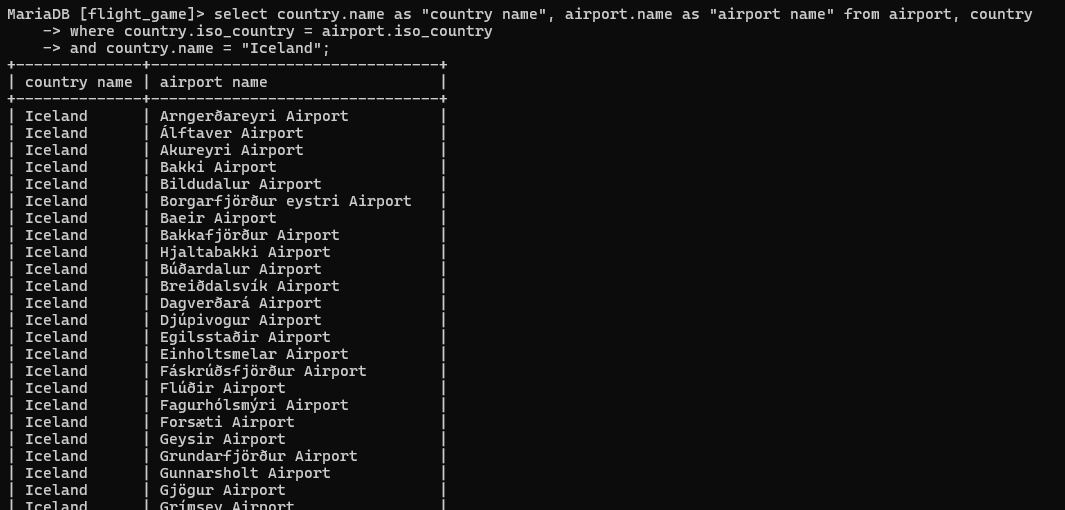 MariaDB [flight_game]> select country.name as "country name", airport.name as "airport name" from airport, country
    -> where country.iso_country = airport.iso_country
    -> and country.name = "Iceland";
+--------------+--------------------------------+
| country name | airport name                   |
+--------------+--------------------------------+
| Iceland      | Arngerðareyri Airport          |
| Iceland      | Álftaver Airport               |
| Iceland      | Akureyri Airport               |
| Iceland      | Bakki Airport                  |
| Iceland      | Bildudalur Airport             |
| Iceland      | Borgarfjörður eystri Airport   |
| Iceland      | Baeir Airport                  |
| Iceland      | Bakkafjörður Airport           |
| Iceland      | Hjaltabakki Airport            |
| Iceland      | Búðardalur Airport             |
| Iceland      | Breiðdalsvík Airport           |
| Iceland      | Dagverðará Airport             |
| Iceland      | Djúpivogur Airport             |
| Iceland      | Egilsstaðir Airport            |
| Iceland      | Einholtsmelar Airport          |
| Iceland      | Fáskrúðsfjörður Airport        |
| Iceland      | Flúðir Airport                 |
| Iceland      | Fagurhólsmýri Airport          |
| Iceland      | Forsæti Airport                |
| Iceland      | Geysir Airport                 |
| Iceland      | Grundarfjörður Airport         |
| Iceland      | Gunnarsholt Airport            |
| Iceland      | Gjögur Airport                 |
| Iceland      | Grímsey Airport                |